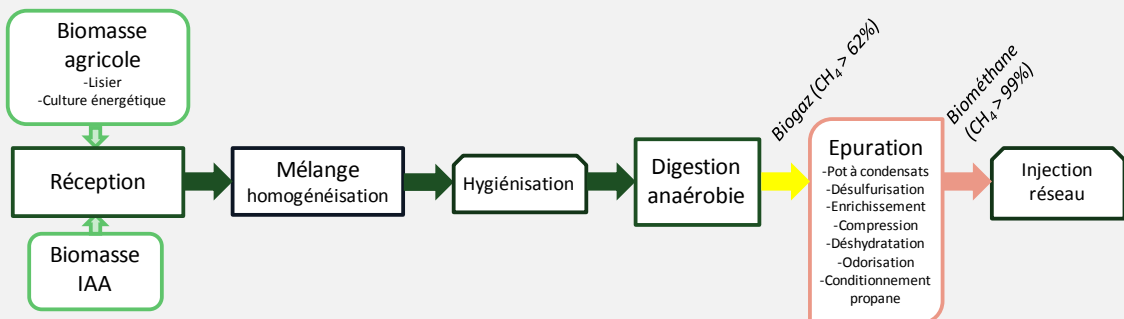 Biomasse
agricole
-Lisier
-Culture énergétique
Réception
Biomasse
IAA
Mélange
homogénéisation
Hygiénisation
Digestion
anaérobie
Biogaz (CH₄ > 62%)
Epuration
-Pot à condensats
-Désulfurisation
-Enrichissement
-Compression
-Déshydratation
-Odorisation
-Conditionnement
propane
Biométhane
(CH₄ > 99%)
Injection
réseau